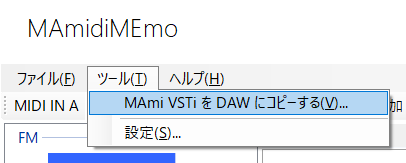 MAmidiMEmo
ファイル(F) ツール(T) ヘルプ(H)
MIDI IN A 加
MAmi VSTi を DAW にコピーする(V)...
FM
設定(S)...